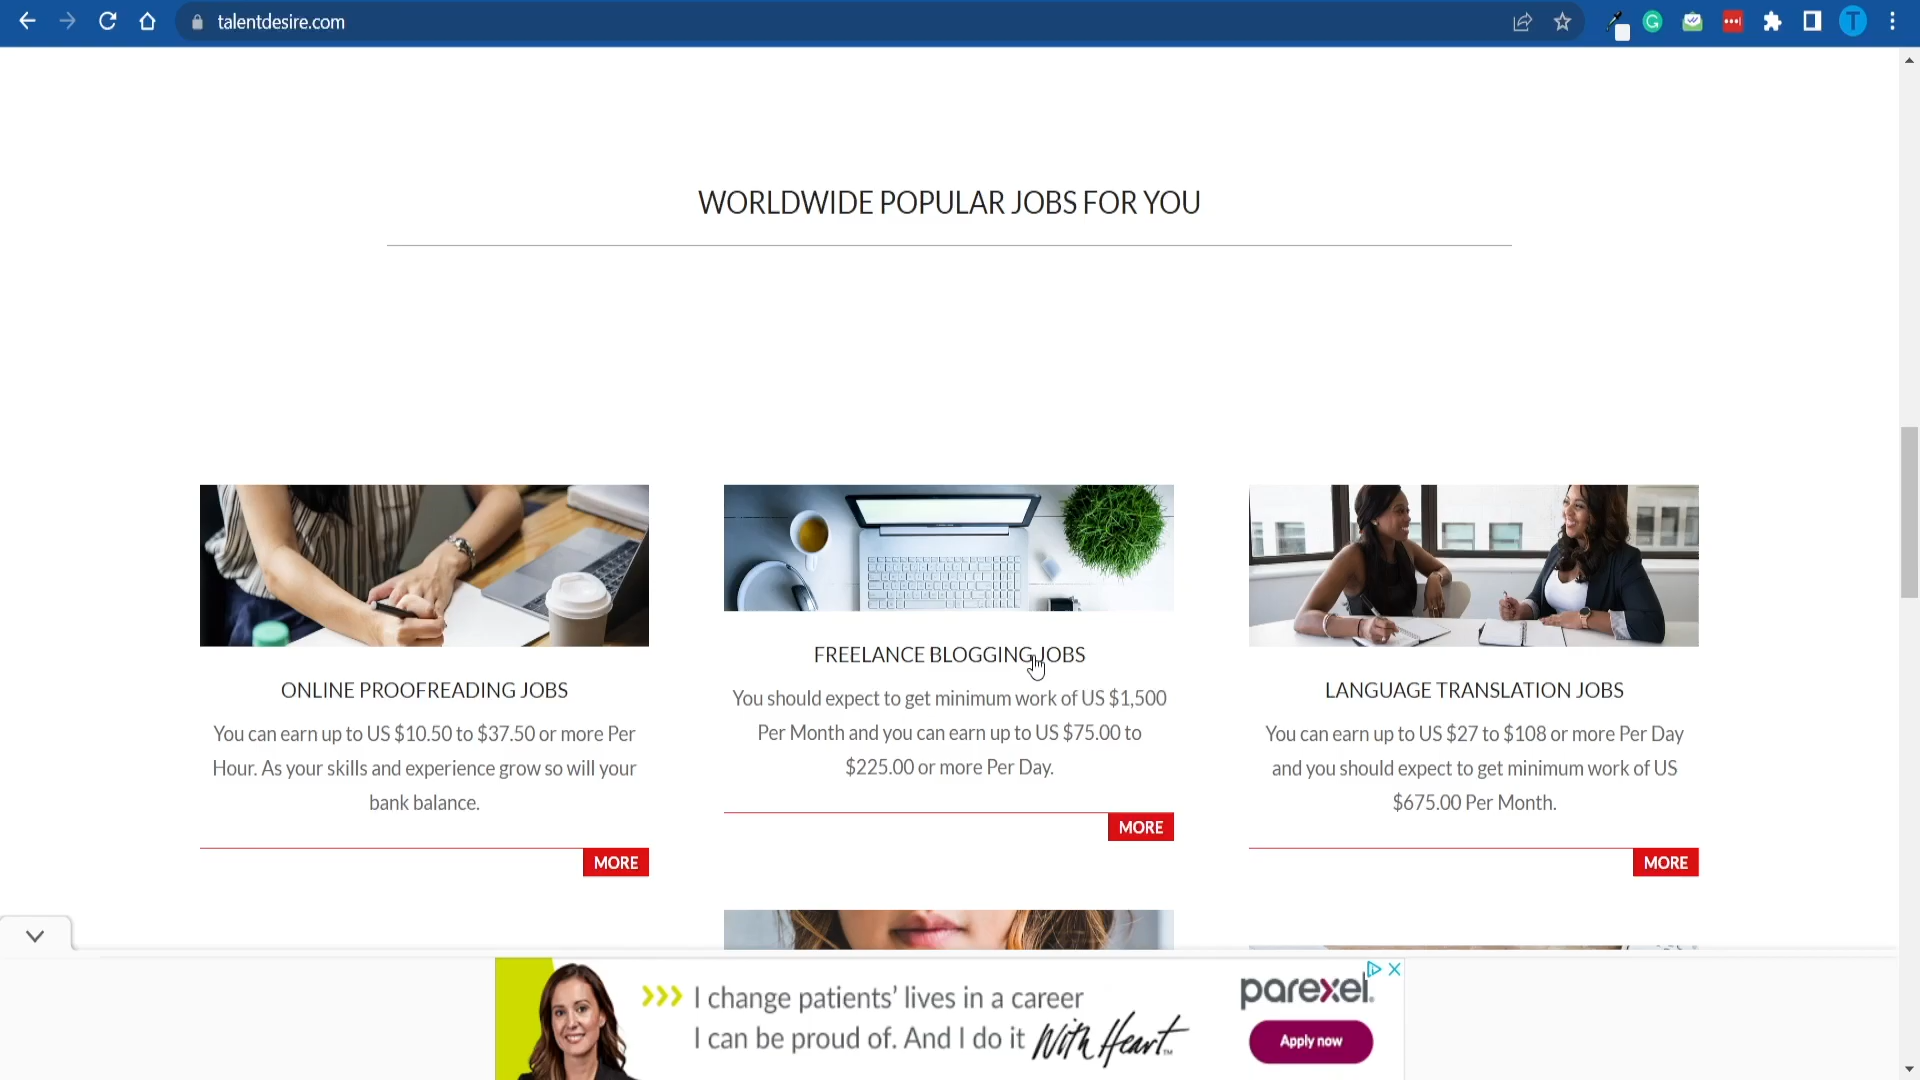 talentdesire.com
T
WORLDWIDE POPULAR JOBS FOR YOU
ONLINE PROOFREADING JOBS
You can earn up to US $10.50 to $37.50 or more Per
Hour. As your skills and experience grow so will your
bank balance.
MORE
FREELANCE BLOGGING JOBS
You should expect to get minimum work of US $1,500
Per Month and you can earn up to US $75.00 to
$225.00 or more Per Day.
MORE
LANGUAGE TRANSLATION JOBS
You can earn up to US $27 to $108 or more Per Day
and you should expect to get minimum work of US
$675.00 Per Month.
MORE
I change patients’ lives in a career
I can be proud of. And I do it With Heart™
parexel.
Apply now